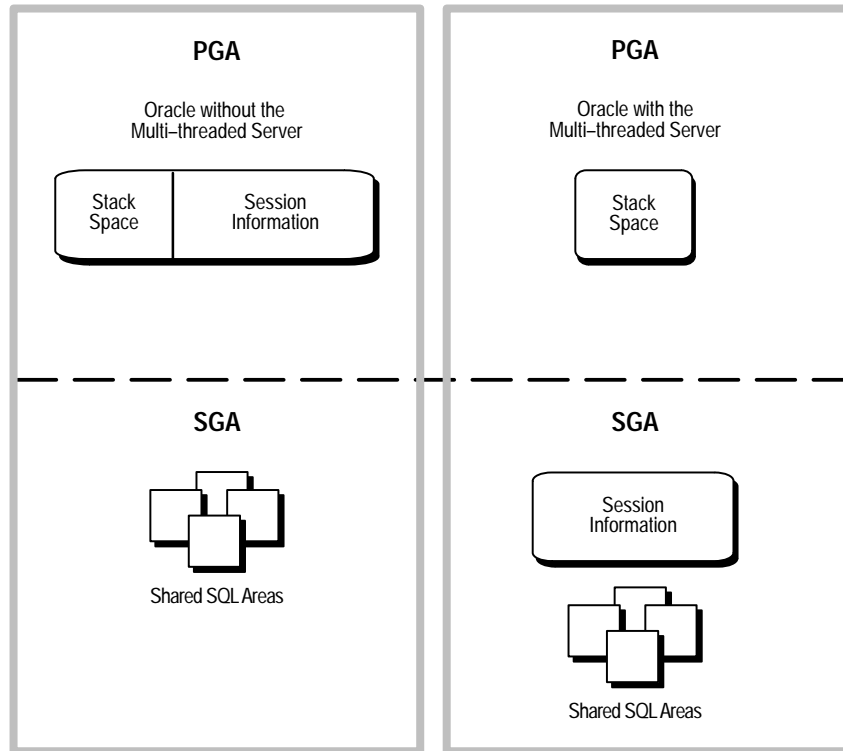 PGA
Oracle without the
Multi–threaded Server
Stack
Space
Session
Information
SGA
Shared SQL Areas
PGA
Oracle with the
Multi–threaded Server
Stack
Space
SGA
Session
Information
Shared SQL Areas